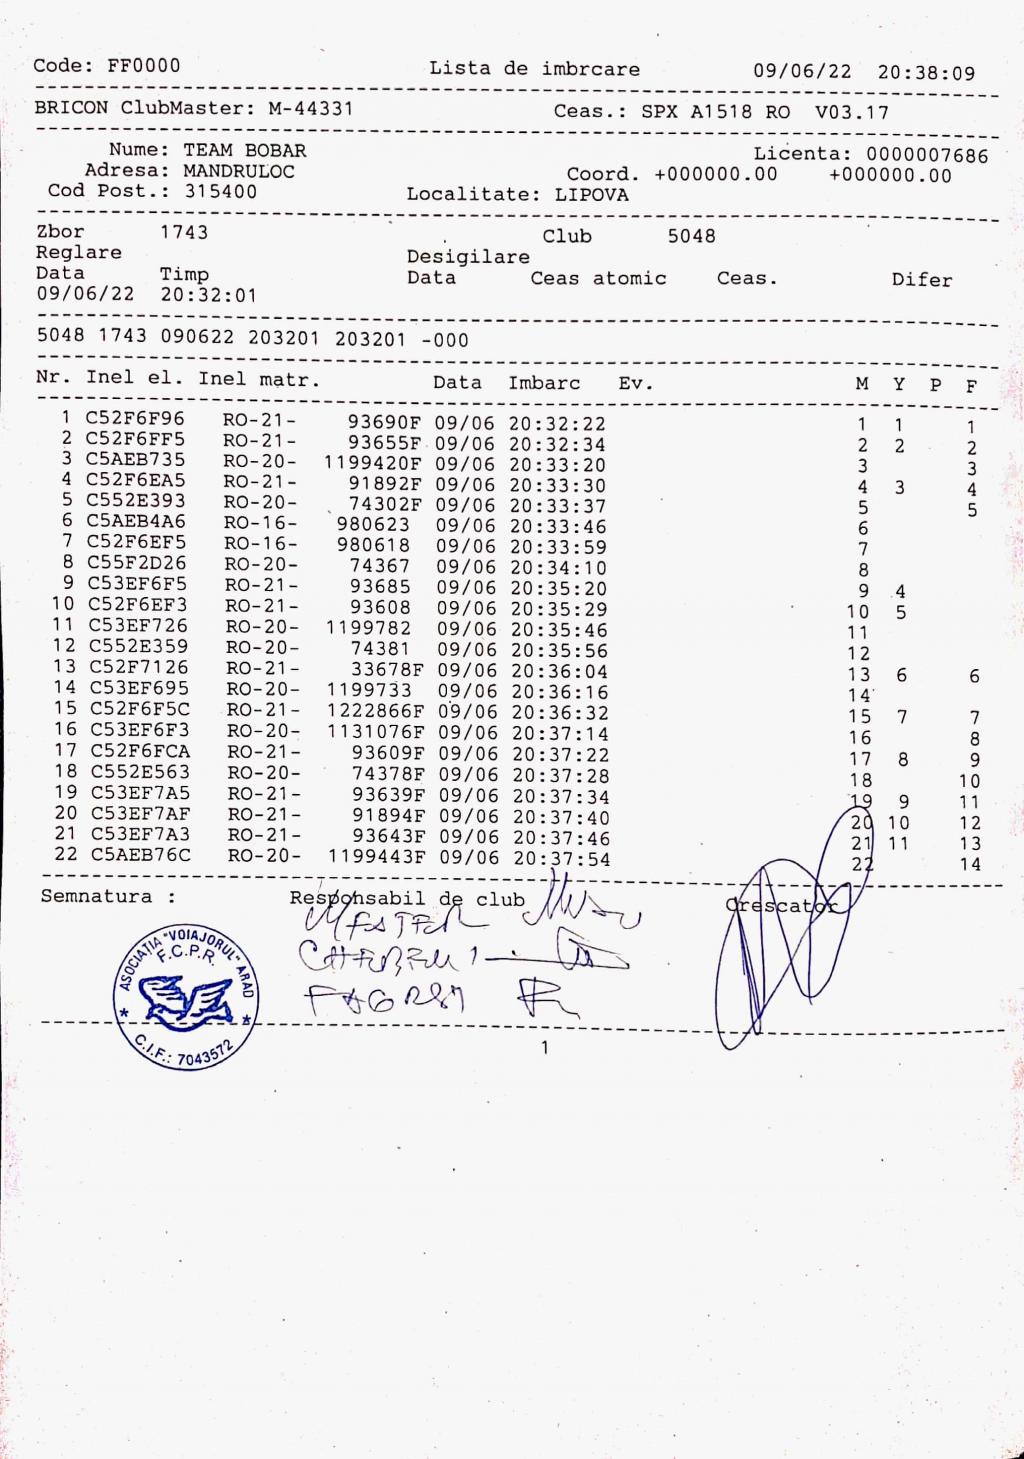 Code: FF0000 Lista de imbrcare 09/06/22 20:38:09
BRICON ClubMaster: M-44331 Ceas.: SPX A1518 RO V03.17
Nume: TEAM BOBAR Licenta: 0000007686
Adresa: MANDRULOC Coord. +000000.00 +000000.00
Cod Post.: 315400 Localitate: LIPOVA
Zbor 1743 Club 5048
Reglare Desigilare
Data Timp Data Ceas atomic Ceas. Difer
09/06/22 20:32:01
5048 1743 090622 203201 203201 -000
Nr. Inel el. Inel matr. Data Imbarc Ev. M Y P F
1 C52F6F96 RO-21- 93690F 09/06 20:32:22 1 1 1
2 C52F6FF5 RO-21- 93655F 09/06 20:32:34 2 2 2
3 C5AEB735 RO-20- 1199420F 09/06 20:33:20 3 3
4 C52F6EA5 RO-21- 91892F 09/06 20:33:30 4 3 4
5 C552E393 RO-20- 74302F 09/06 20:33:37 5 5
6 C5AEB4A6 RO-16- 980623 09/06 20:33:46 6
7 C52F6EF5 RO-16- 980618 09/06 20:33:59 7
8 C55F2D26 RO-20- 74367 09/06 20:34:10 8
9 C53EF6F5 RO-21- 93685 09/06 20:35:20 9 4
10 C52F6EF3 RO-21- 93608 09/06 20:35:29 10 5
11 C53EF726 RO-20- 1199782 09/06 20:35:46 11
12 C552E359 RO-20- 74381 09/06 20:35:56 12
13 C52F7126 RO-21- 33678F 09/06 20:36:04 13 6 6
14 C53EF695 RO-20- 1199733 09/06 20:36:16 14
15 C52F6F5C RO-21- 1222866F 09/06 20:36:32 15 7 7
16 C53EF6F3 RO-20- 1131076F 09/06 20:37:14 16 8
17 C52F6FCA RO-21- 93609F 09/06 20:37:22 17 8 9
18 C552E563 RO-20- 74378F 09/06 20:37:28 18 10
19 C53EF7A5 RO-21- 93639F 09/06 20:37:34 19 9 11
20 C53EF7AF RO-21- 91894F 09/06 20:37:40 20 10 12
21 C53EF7A3 RO-21- 93643F 09/06 20:37:46 21 11 13
22 C5AEB76C RO-20- 1199443F 09/06 20:37:54 22 14
Semnatura : Responsabil de club Crescator
MESTER
ASOCIATIA "VOIAJORUL" ARAD
F.C.P.R.
* C.I.F.: 7043572 *
1